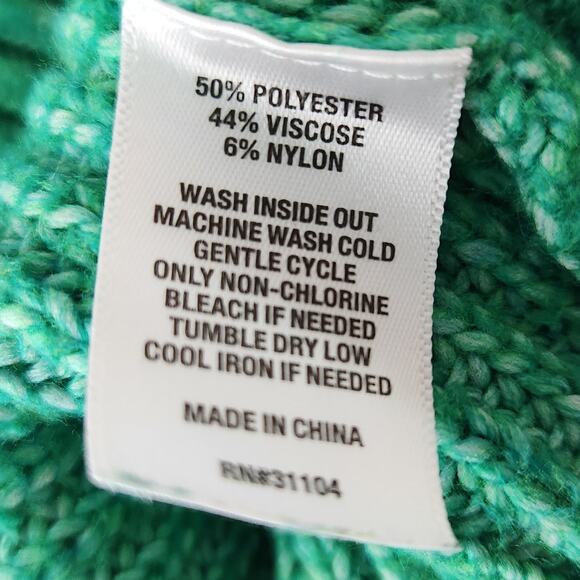 50% POLYESTER
44% VISCOSE
6% NYLON
WASH INSIDE OUT
MACHINE WASH COLD
GENTLE CYCLE
ONLY NON-CHLORINE
BLEACH IF NEEDED
TUMBLE DRY LOW
COOL IRON IF NEEDED
MADE IN CHINA
RN#31104